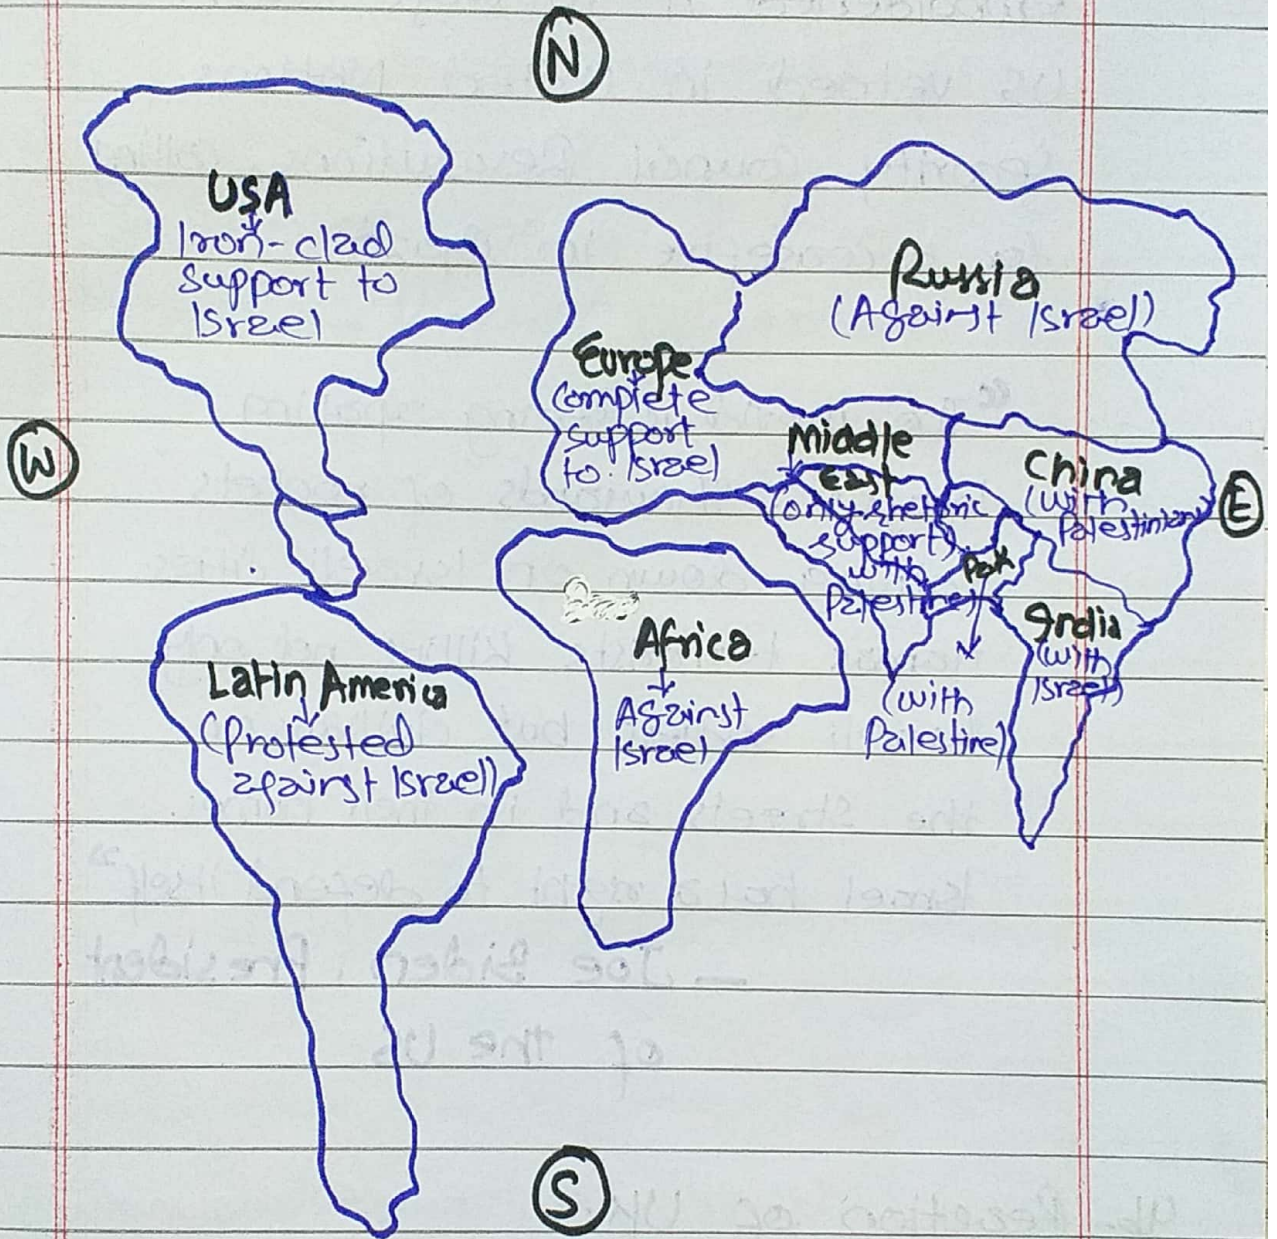 N
USA
Iron-clad
support to
Israel
Russia
(Against Israel)
Europe
complete
support
to Israel
W
Middle
East
(only rhetoric
support)
with
Palestine)
China
(with
Palestinian
E
Pak
(with
Palestine)
India
(with
Israel)
Africa
Against
Israel
Latin America
(Protested
against Israel)
S